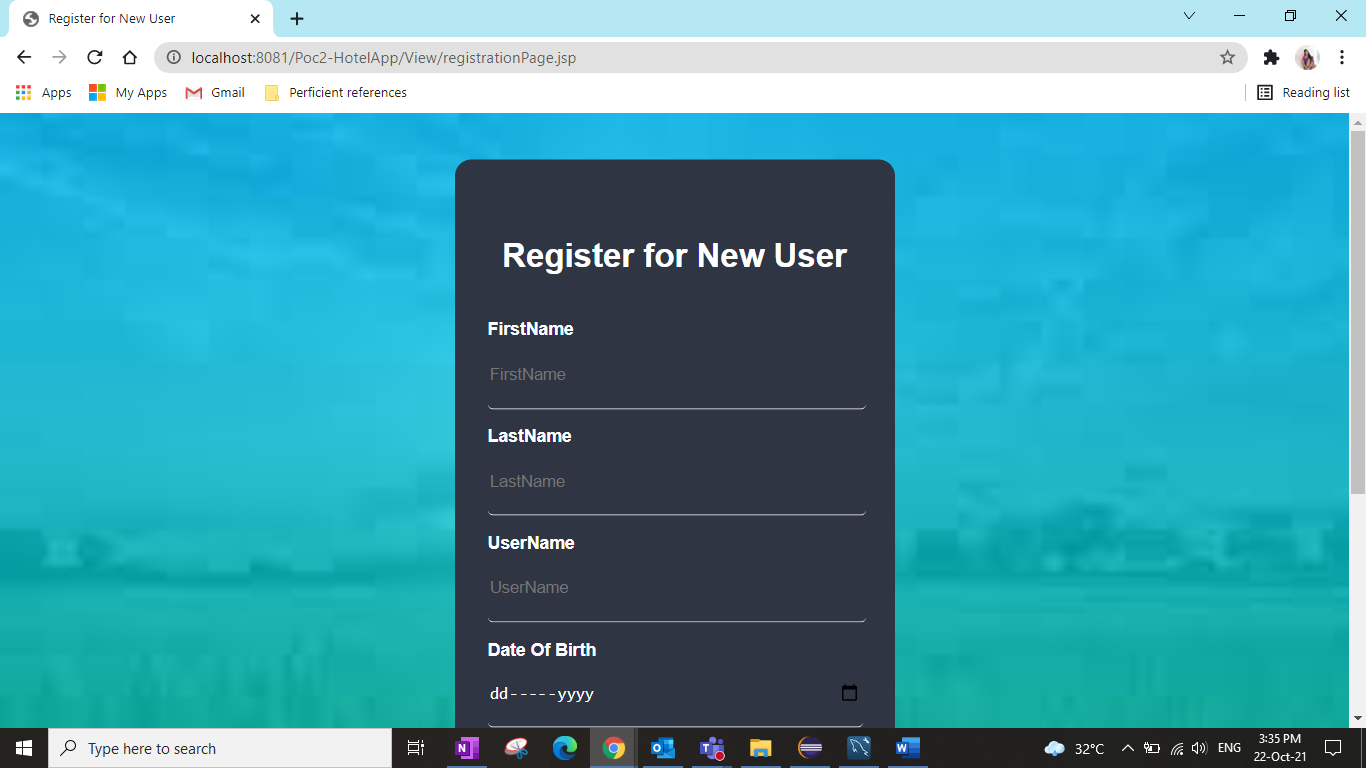 Register for New User
localhost:8081/Poc2-HotelApp/View/registrationPage.jsp
Apps My Apps Gmail Perficient references Reading list
Register for New User
FirstName
FirstName
LastName
LastName
UserName
UserName
Date Of Birth
dd-----yyyy
Type here to search
32°C ENG
3:35 PM
22-Oct-21